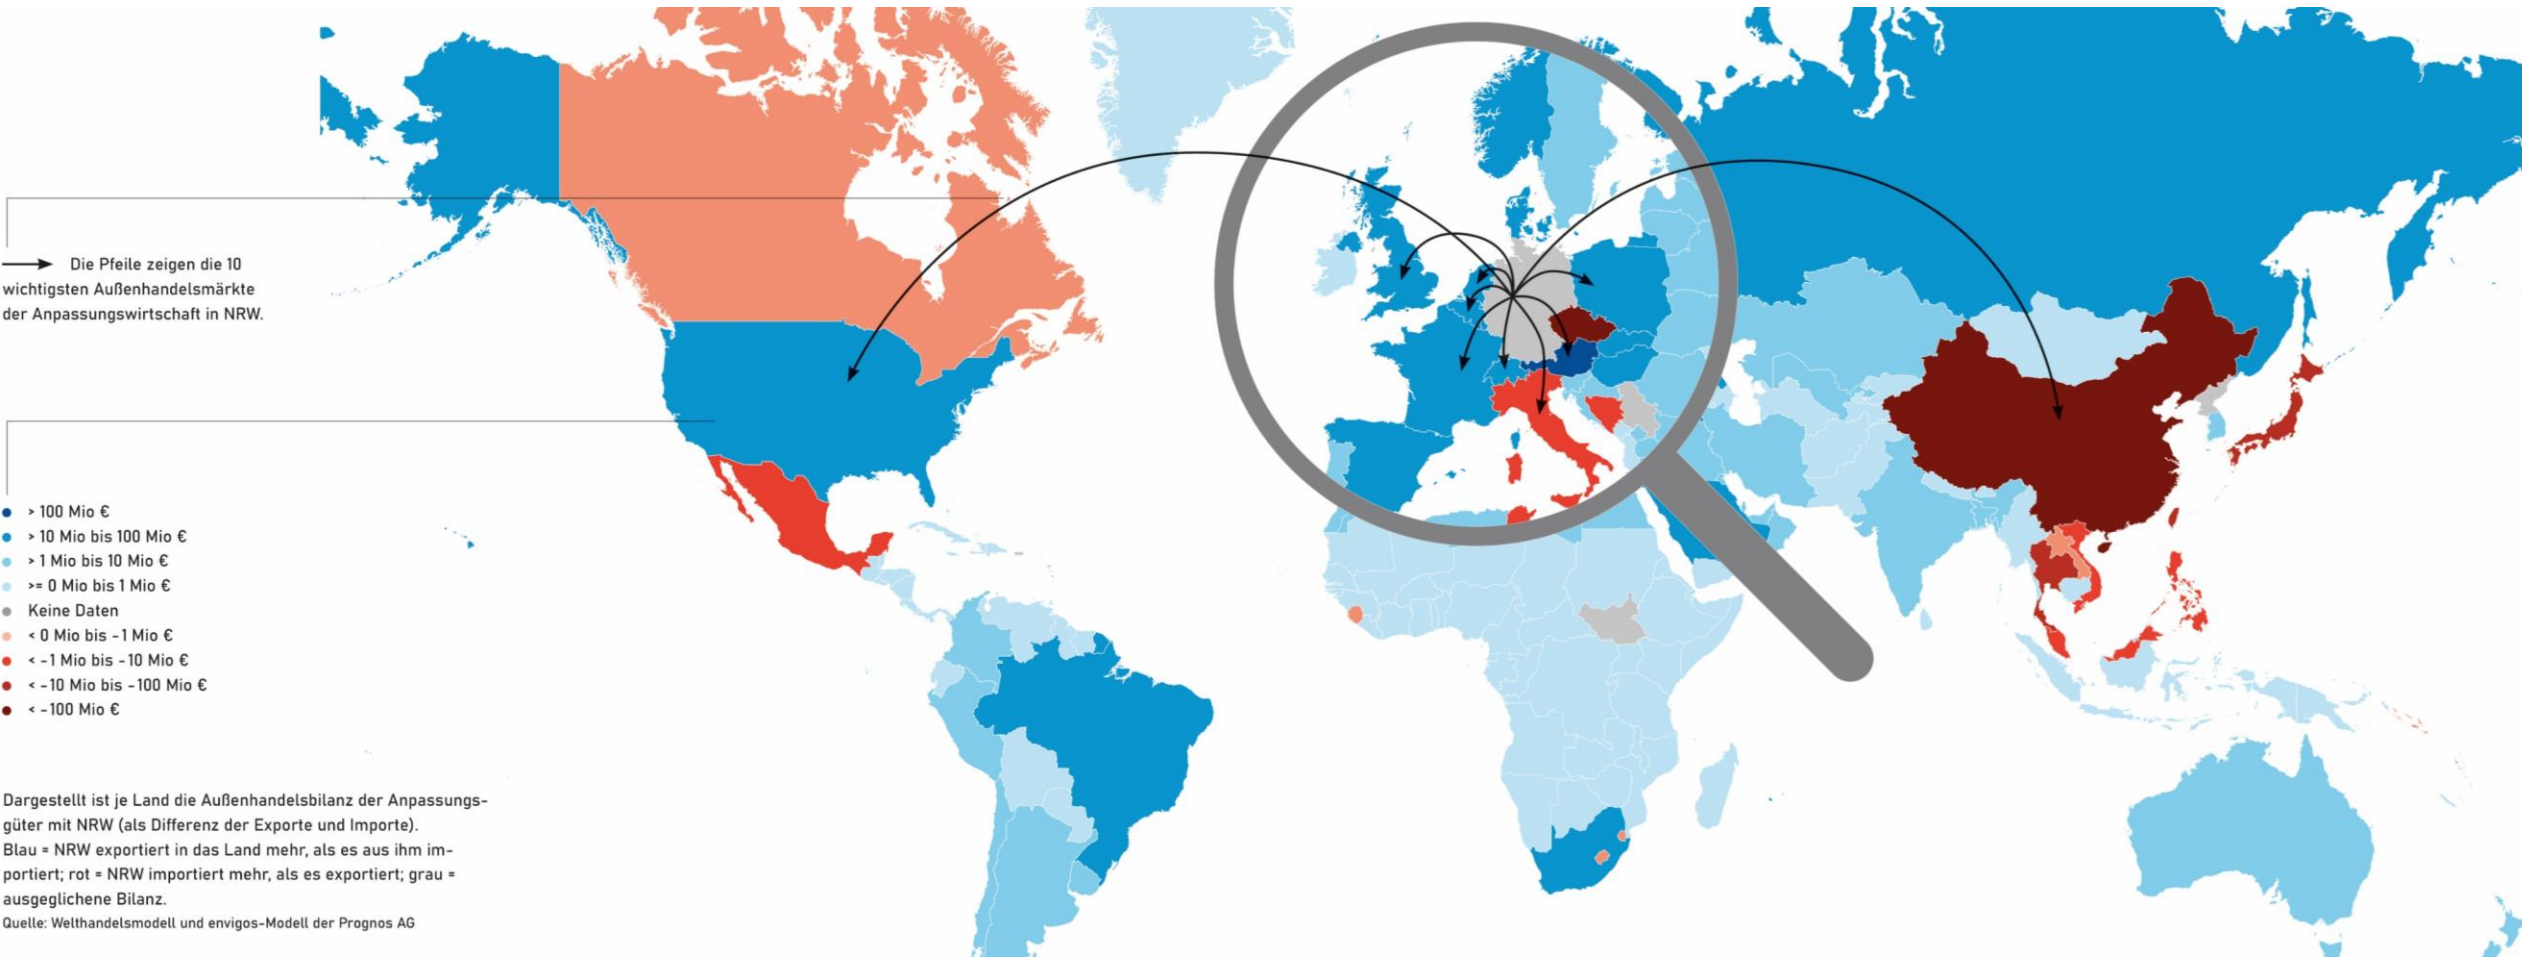 Die Pfeile zeigen die 10
wichtigsten Außenhandelsmärkte
der Anpassungswirtschaft in NRW.
> 100 Mio €
> 10 Mio bis 100 Mio €
> 1 Mio bis 10 Mio €
>= 0 Mio bis 1 Mio €
Keine Daten
< 0 Mio bis -1 Mio €
< -1 Mio bis -10 Mio €
< -10 Mio bis -100 Mio €
< -100 Mio €
Dargestellt ist je Land die Außenhandelsbilanz der Anpassungs-
güter mit NRW (als Differenz der Exporte und Importe).
Blau = NRW exportiert in das Land mehr, als es aus ihm im-
portiert; rot = NRW importiert mehr, als es exportiert; grau =
ausgeglichene Bilanz.
Quelle: Welthandelsmodell und envigos-Modell der Prognos AG